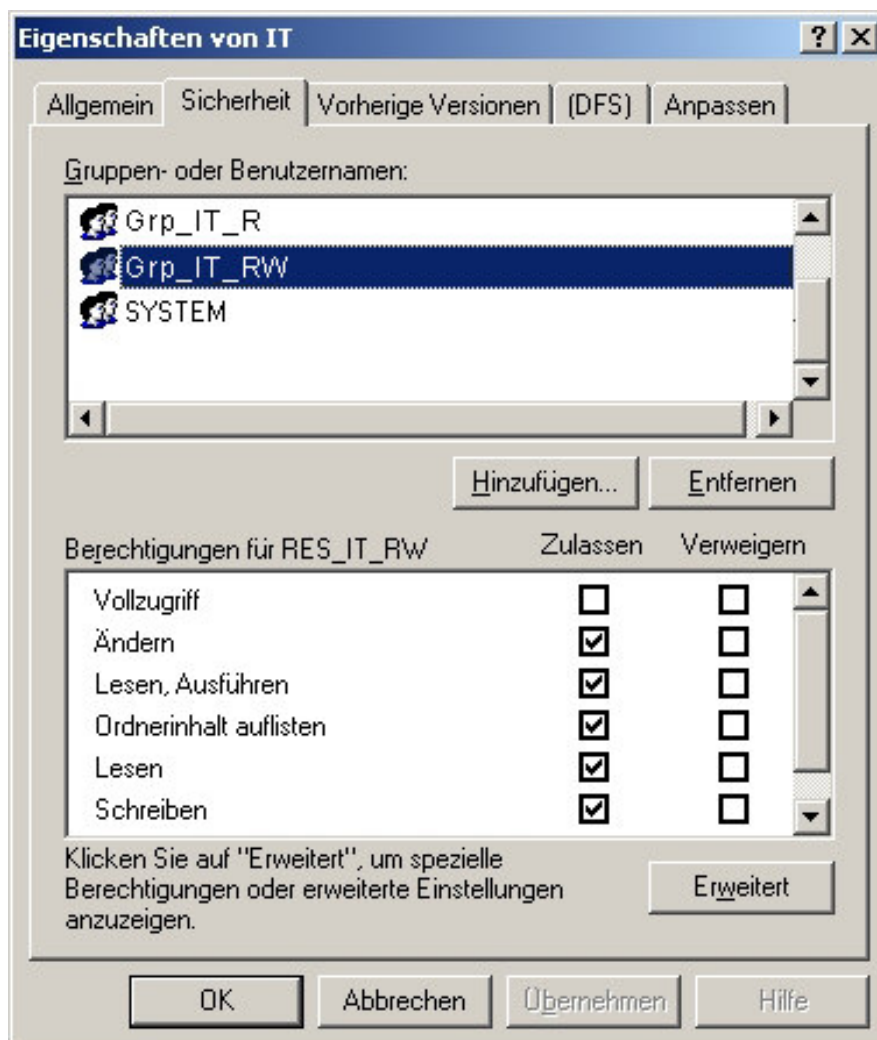 Eigenschaften von IT
Allgemein Sicherheit Vorherige Versionen (DFS) Anpassen
Gruppen- oder Benutzernamen:
Grp_IT_R
Grp_IT_RW
SYSTEM
Hinzufügen... Entfernen
Berechtigungen für RES_IT_RW Zulassen Verweigern
Vollzugriff
Ändern
Lesen, Ausführen
Ordnerinhalt auflisten
Lesen
Schreiben
Klicken Sie auf "Erweitert", um spezielle
Berechtigungen oder erweiterte Einstellungen
anzuzeigen.
Erweitert
OK Abbrechen Übernehmen Hilfe